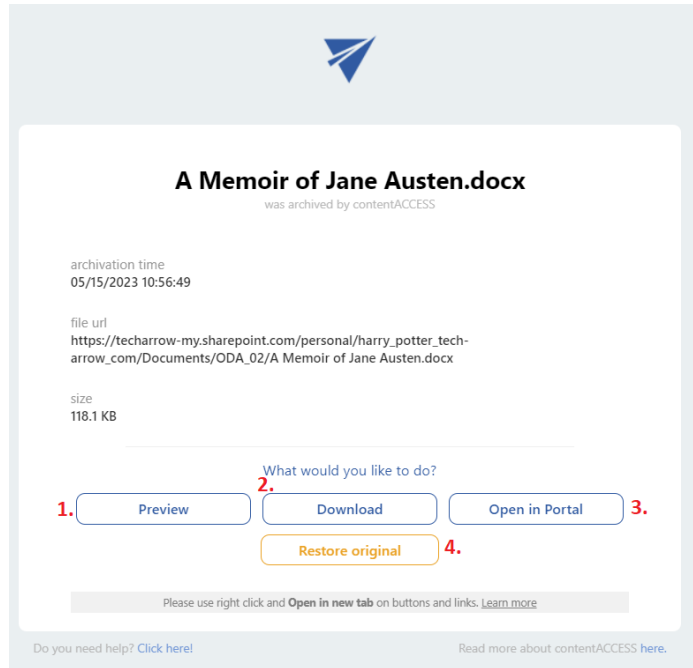 A Memoir of Jane Austen.docx
was archived by contentACCESS
archivation time
05/15/2023 10:56:49
file url
https://techarrow-my.sharepoint.com/personal/harry_potter_tech-
arrow_com/Documents/ODA_02/A Memoir of Jane Austen.docx
size
118.1 KB
What would you like to do?
2.
1. Preview Download Open in Portal 3.
Restore original 4.
Please use right click and Open in new tab on buttons and links. Learn more
Do you need help? Click here! Read more about contentACCESS here.